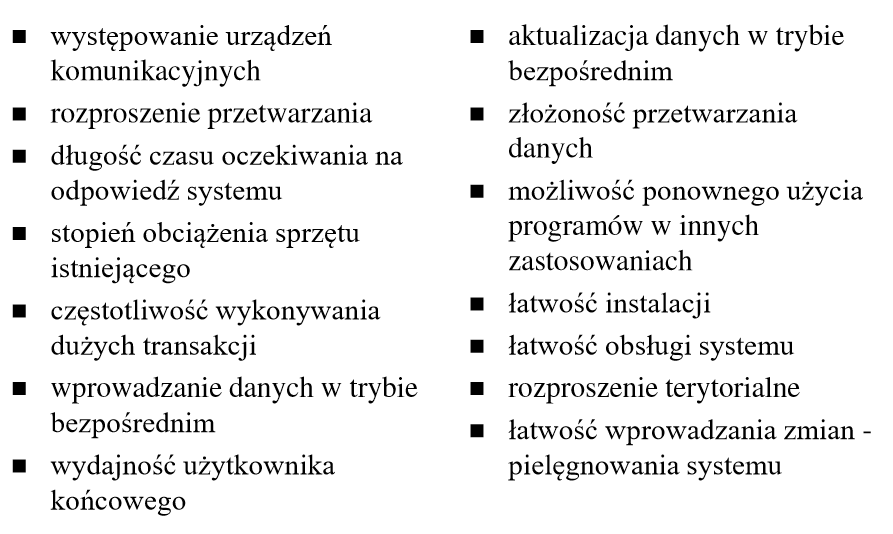 ■ występowanie urządzeń
komunikacyjnych
■ rozproszenie przetwarzania
■ długość czasu oczekiwania na
odpowiedź systemu
■ stopień obciążenia sprzętu
istniejącego
■ częstotliwość wykonywania
dużych transakcji
■ wprowadzanie danych w trybie
bezpośrednim
■ wydajność użytkownika
końcowego
■ aktualizacja danych w trybie
bezpośrednim
■ złożoność przetwarzania
danych
■ możliwość ponownego użycia
programów w innych
zastosowaniach
■ łatwość instalacji
■ łatwość obsługi systemu
■ rozproszenie terytorialne
■ łatwość wprowadzania zmian -
pielęgnowania systemu